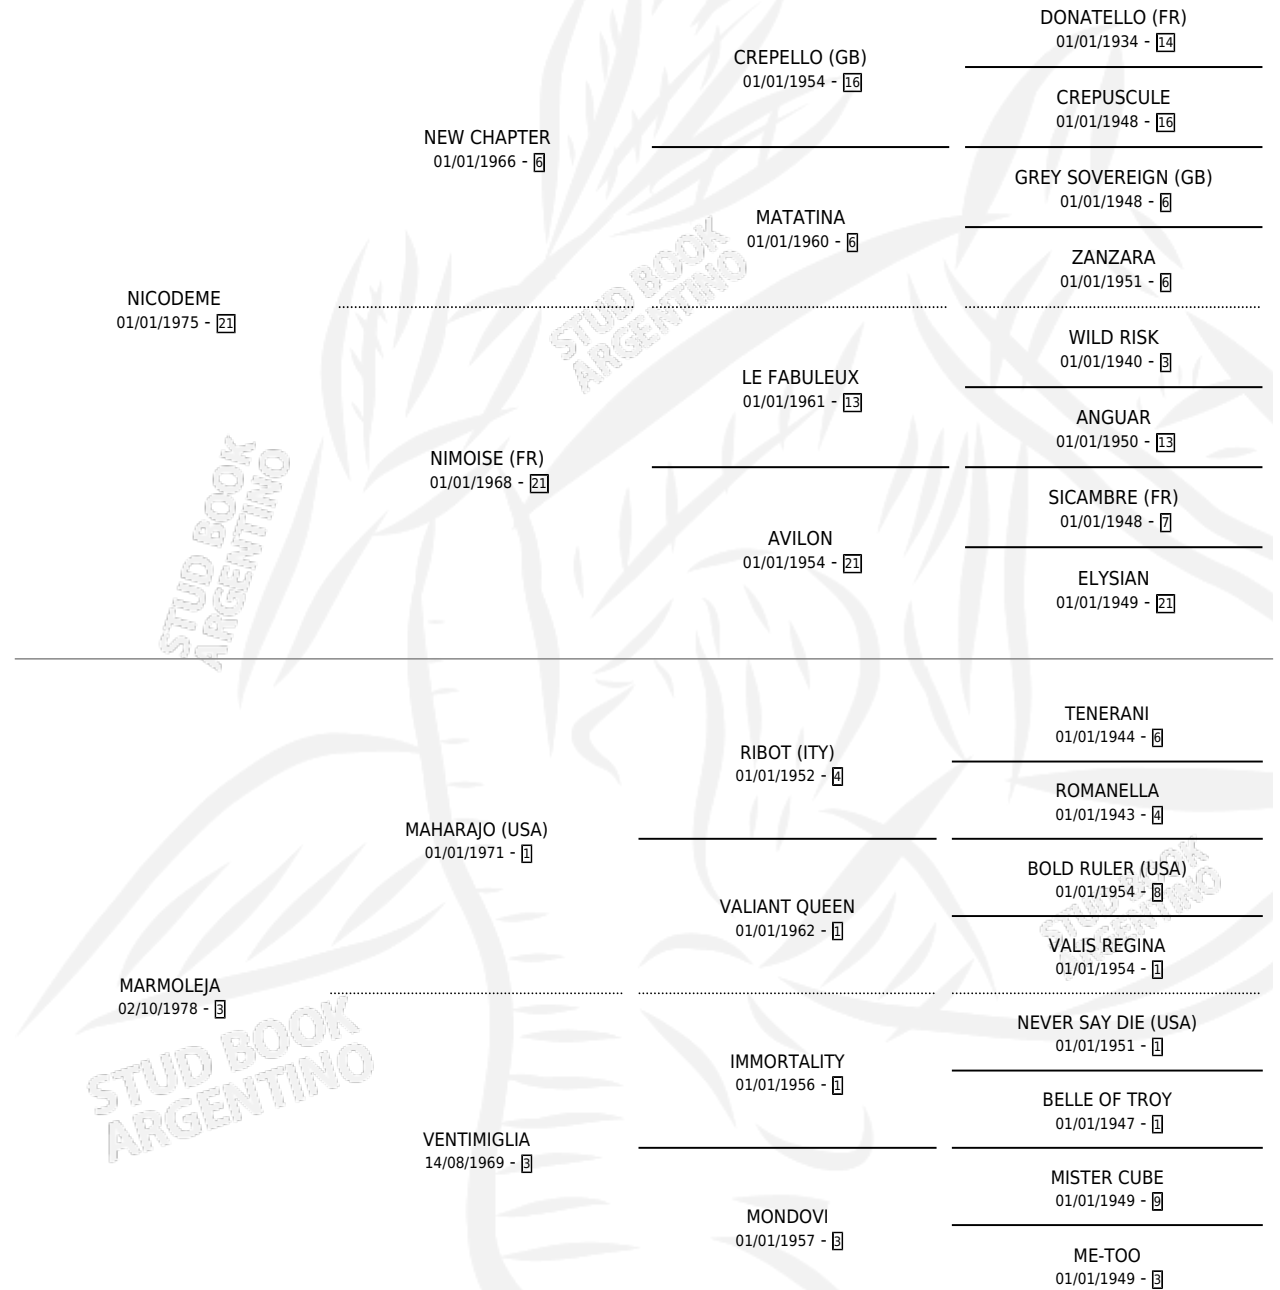 DONATELLO (FR)
01/01/1934 - 14
CREPELLO (GB)
01/01/1954 - 16
CREPUSCULE
01/01/1948 - 16
NEW CHAPTER
01/01/1966 - 6
GREY SOVEREIGN (GB)
01/01/1948 - 6
MATATINA
01/01/1960 - 6
ZANZARA
01/01/1951 - 6
NICODEME
01/01/1975 - 21
WILD RISK
01/01/1940 - 3
LE FABULEUX
01/01/1961 - 13
ANGUAR
01/01/1950 - 13
NIMOISE (FR)
01/01/1968 - 21
SICAMBRE (FR)
01/01/1948 - 7
AVILON
01/01/1954 - 21
ELYSIAN
01/01/1949 - 21
STUD BOOK
ARGENTINO
STUD BOOK
ARGENTINO
TENERANI
01/01/1944 - 6
RIBOT (ITY)
01/01/1952 - 4
ROMANELLA
01/01/1943 - 4
MAHARAJO (USA)
01/01/1971 - 1
BOLD RULER (USA)
01/01/1954 - 8
VALIANT QUEEN
01/01/1962 - 1
VALIS REGINA
01/01/1954 - 1
MARMOLEJA
02/10/1978 - 3
NEVER SAY DIE (USA)
01/01/1951 - 1
IMMORTALITY
01/01/1956 - 1
BELLE OF TROY
01/01/1947 - 1
VENTIMIGLIA
14/08/1969 - 3
MISTER CUBE
01/01/1949 - 9
MONDOVI
01/01/1957 - 3
ME-TOO
01/01/1949 - 3
STUD BOOK
ARGENTINO
STUD BOOK
ARGENTINO